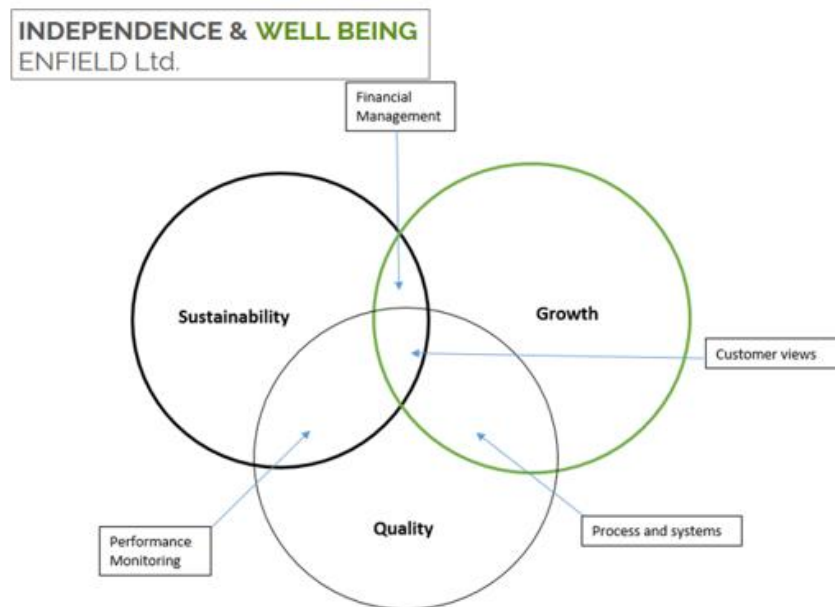 INDEPENDENCE & WELL BEING
ENFIELD Ltd.
Financial
Management
Sustainability
Growth
Customer views
Performance
Monitoring
Quality
Process and systems